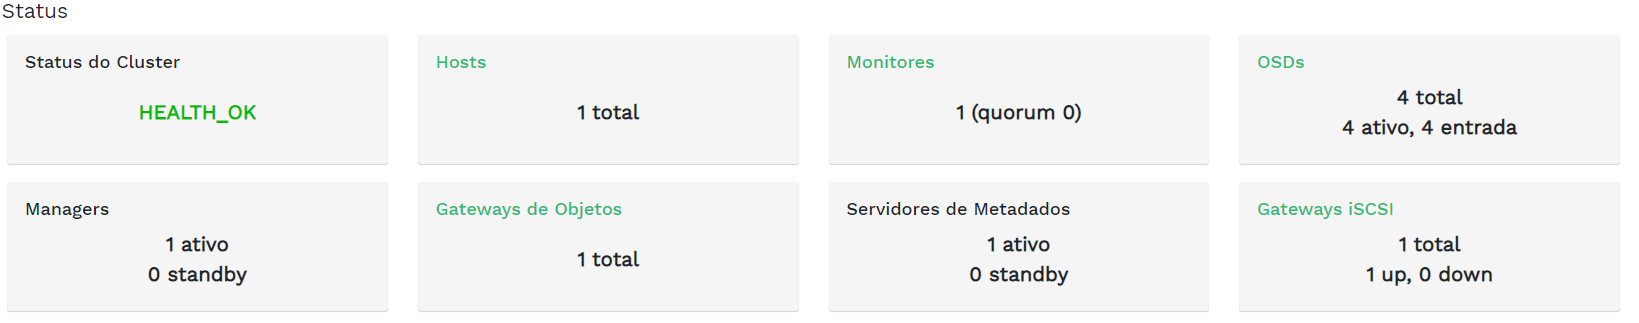 Status
Status do Cluster
HEALTH_OK
Hosts
1 total
Monitores
1 (quorum 0)
OSDs
4 total
4 ativo, 4 entrada
Managers
1 ativo
0 standby
Gateways de Objetos
1 total
Servidores de Metadados
1 ativo
0 standby
Gateways iSCSI
1 total
1 up, 0 down